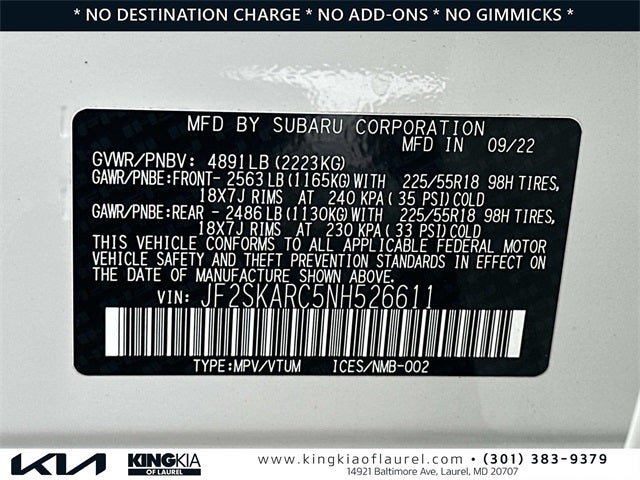 * NO DESTINATION CHARGE * NO ADD-ONS * NO GIMMICKS *
MFD BY SUBARU CORPORATION
MFD IN 09/22
GVWR/PNBV: 4891LB(2223KG)
GAWR/PNBE:FRONT- 2563LB(1165KG)WITH 225/55R18 98H TIRES,
18X7J RIMS AT 240 KPA( 35 PSI)COLD
GAWR/PNBE:REAR - 2486LB(1130KG)WITH 225/55R18 98H TIRES,
18X7J RIMS AT 230 KPA( 33 PSI)COLD
THIS VEHICLE CONFORMS TO ALL APPLICABLE FEDERAL MOTOR
VEHICLE SAFETY AND THEFT PREVENTION STANDARDS IN EFFECT ON
THE DATE OF MANUFACTURE SHOWN ABOVE.
VIN: JF2SKARC5NH526611
TYPE:MPV/VTUM ICES/NMB-002
KIA KING KIA OF LAUREL
www.kingkiaoflaurel.com • (301) 383-9379
14921 Baltimore Ave, Laurel, MD 20707